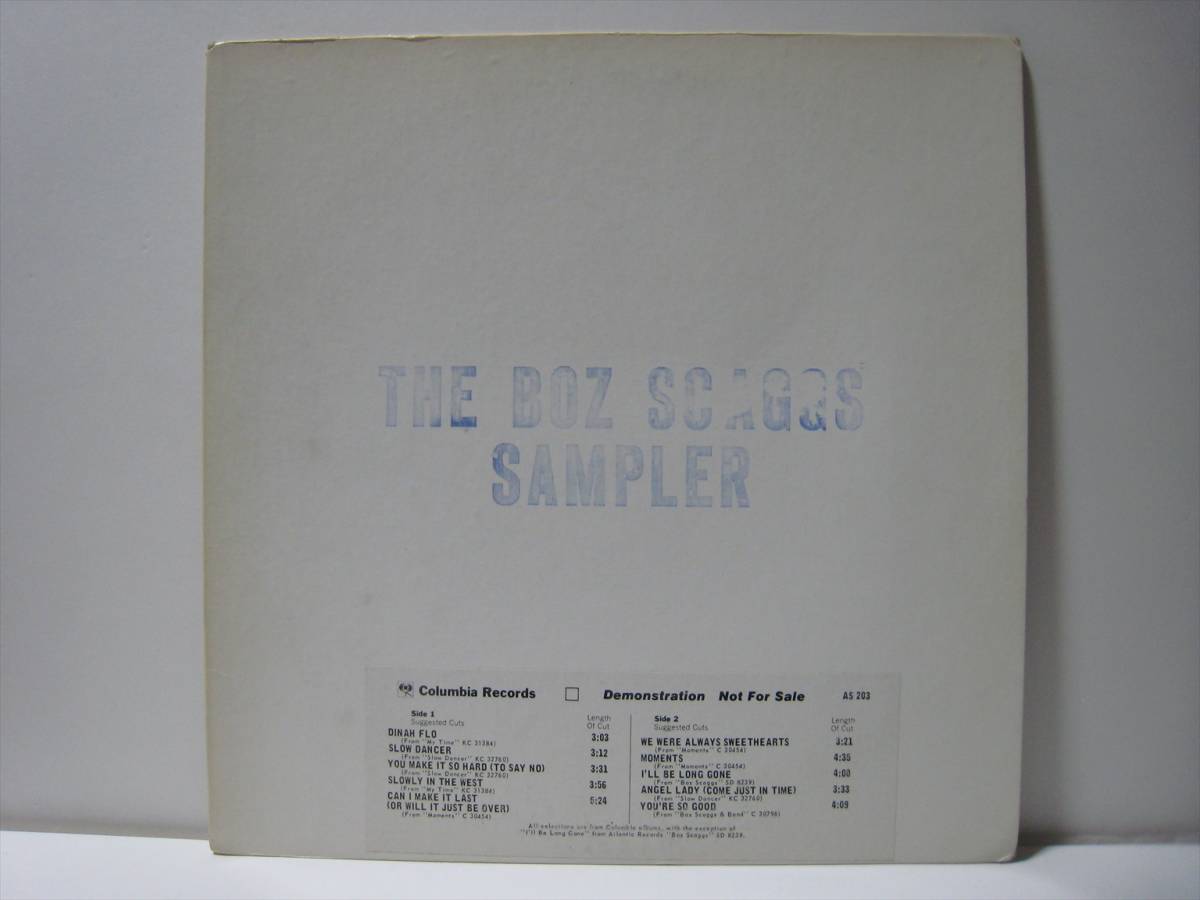 THE BOZ SCAGGS
SAMPLER
Columbia Records Demonstration Not For Sale AS 203
Side 1
Suggested Cuts
Length
Of Cut
DINAH FLO 3:03
(From "My Time" KC 31384)
SLOW DANCER 3:12
(From "Slow Dancer" KC 32760)
YOU MAKE IT SO HARD (TO SAY NO) 3:31
(From "Slow Dancer" KC 32760)
SLOWLY IN THE WEST 3:56
(From "My Time" KC 31384)
CAN I MAKE IT LAST 5:24
(OR WILL IT JUST BE OVER)
(From "Moments" C 30454)
Side 2
Suggested Cuts
Length
Of Cut
WE WERE ALWAYS SWEETHEARTS 3:21
(From "Moments" C 30454)
MOMENTS 4:35
(From "Moments" C 30454)
I'LL BE LONG GONE 4:00
(From "Boz Scaggs" SD 8239)
ANGEL LADY (COME JUST IN TIME) 3:33
(From "Slow Dancer" KC 32760)
YOU'RE SO GOOD 4:09
(From "Boz Scaggs & Band" C 30796)
All selections are from Columbia albums, with the exception of
"I'll Be Long Gone" from Atlantic Records "Boz Scaggs" SD 8239.